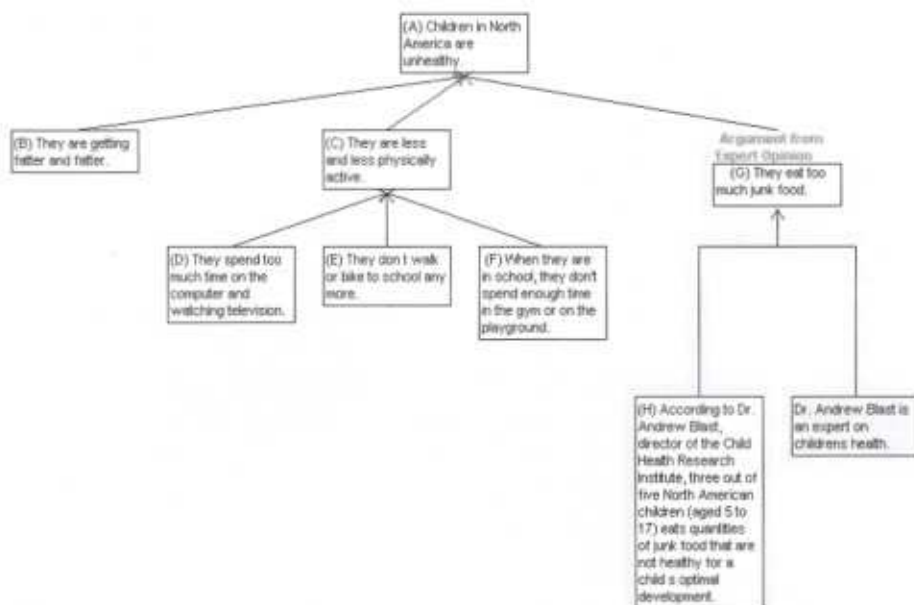 (A) Children in North
America are
unhealthy.
(B) They are getting
fatter and fatter.
(C) They are less
and less physically
active.
Argument from
Expert Opinion
(G) They eat too
much junk food.
(D) They spend too
much time on the
computer and
watching television.
(E) They don t walk
or bike to school any
more.
(F) When they are
in school, they don't
spend enough time
in the gym or on the
playground.
(H) According to Dr.
Andrew Blast,
director of the Child
Health Research
Institute, three out of
five North American
children (aged 5 to
17) eats quantities
of junk food that are
not healthy for a
child s optimal
development.
Dr. Andrew Blast is
an expert on
childrens health.